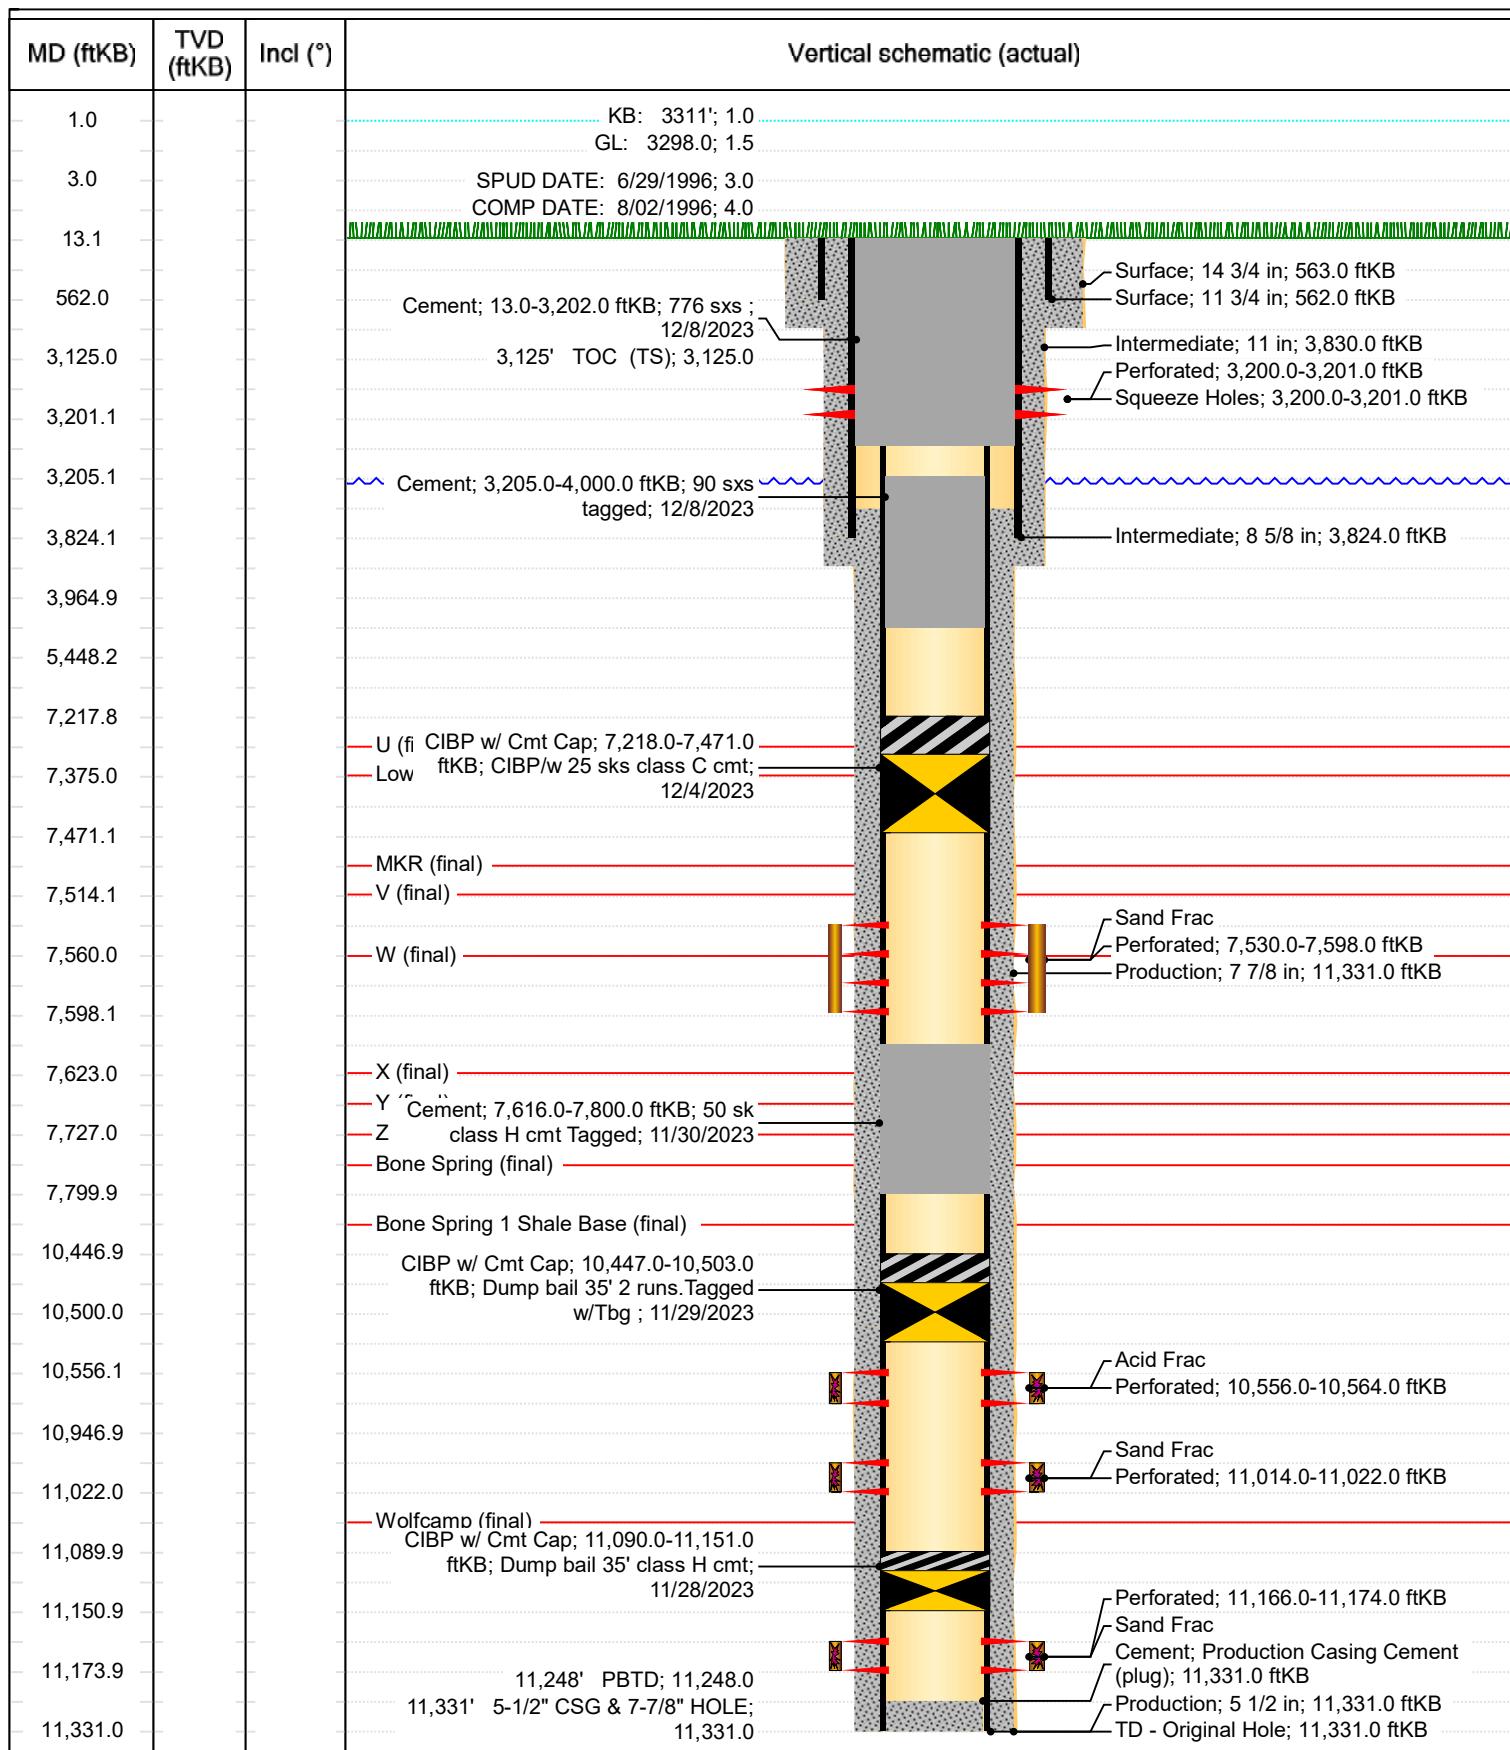 MD (ftKB)
TVD
(ftKB)
Incl (°)
Vertical schematic (actual)
1.0
3.0
13.1
562.0
3,125.0
3,201.1
3,205.1
3,824.1
3,964.9
5,448.2
7,217.8
7,375.0
7,471.1
7,514.1
7,560.0
7,598.1
7,623.0
7,727.0
7,799.9
10,446.9
10,500.0
10,556.1
10,946.9
11,022.0
11,089.9
11,150.9
11,173.9
11,331.0
KB: 3311'; 1.0
GL: 3298.0; 1.5
SPUD DATE: 6/29/1996; 3.0
COMP DATE: 8/02/1996; 4.0
Cement; 13.0-3,202.0 ftKB; 776 sxs ;
12/8/2023
3,125' TOC (TS); 3,125.0
Cement; 3,205.0-4,000.0 ftKB; 90 sxs
tagged; 12/8/2023
U (fi
CIBP w/ Cmt Cap; 7,218.0-7,471.0
Low
ftKB; CIBP/w 25 sks class C cmt;
12/4/2023
MKR (final)
V (final)
W (final)
X (final)
Y
Cement; 7,616.0-7,800.0 ftKB; 50 sk
Z
class H cmt Tagged; 11/30/2023
Bone Spring (final)
Bone Spring 1 Shale Base (final)
CIBP w/ Cmt Cap; 10,447.0-10,503.0
ftKB; Dump bail 35' 2 runs.Tagged
w/Tbg ; 11/29/2023
Wolfcamp (final)
CIBP w/ Cmt Cap; 11,090.0-11,151.0
ftKB; Dump bail 35' class H cmt;
11/28/2023
11,248' PBTD; 11,248.0
11,331' 5-1/2" CSG & 7-7/8" HOLE;
11,331.0
Surface; 14 3/4 in; 563.0 ftKB
Surface; 11 3/4 in; 562.0 ftKB
Intermediate; 11 in; 3,830.0 ftKB
Perforated; 3,200.0-3,201.0 ftKB
Squeeze Holes; 3,200.0-3,201.0 ftKB
Intermediate; 8 5/8 in; 3,824.0 ftKB
Sand Frac
Perforated; 7,530.0-7,598.0 ftKB
Production; 7 7/8 in; 11,331.0 ftKB
Acid Frac
Perforated; 10,556.0-10,564.0 ftKB
Sand Frac
Perforated; 11,014.0-11,022.0 ftKB
Perforated; 11,166.0-11,174.0 ftKB
Sand Frac
Cement; Production Casing Cement
(plug); 11,331.0 ftKB
Production; 5 1/2 in; 11,331.0 ftKB
TD - Original Hole; 11,331.0 ftKB